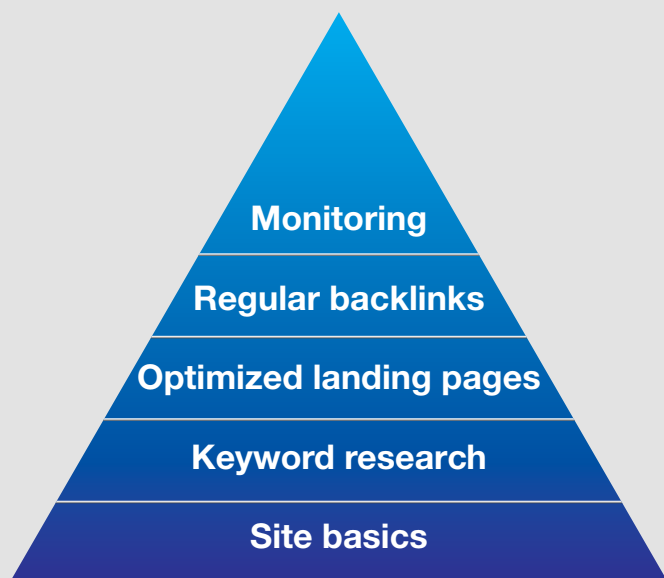 Monitoring
Regular backlinks
Optimized landing pages
Keyword research
Site basics